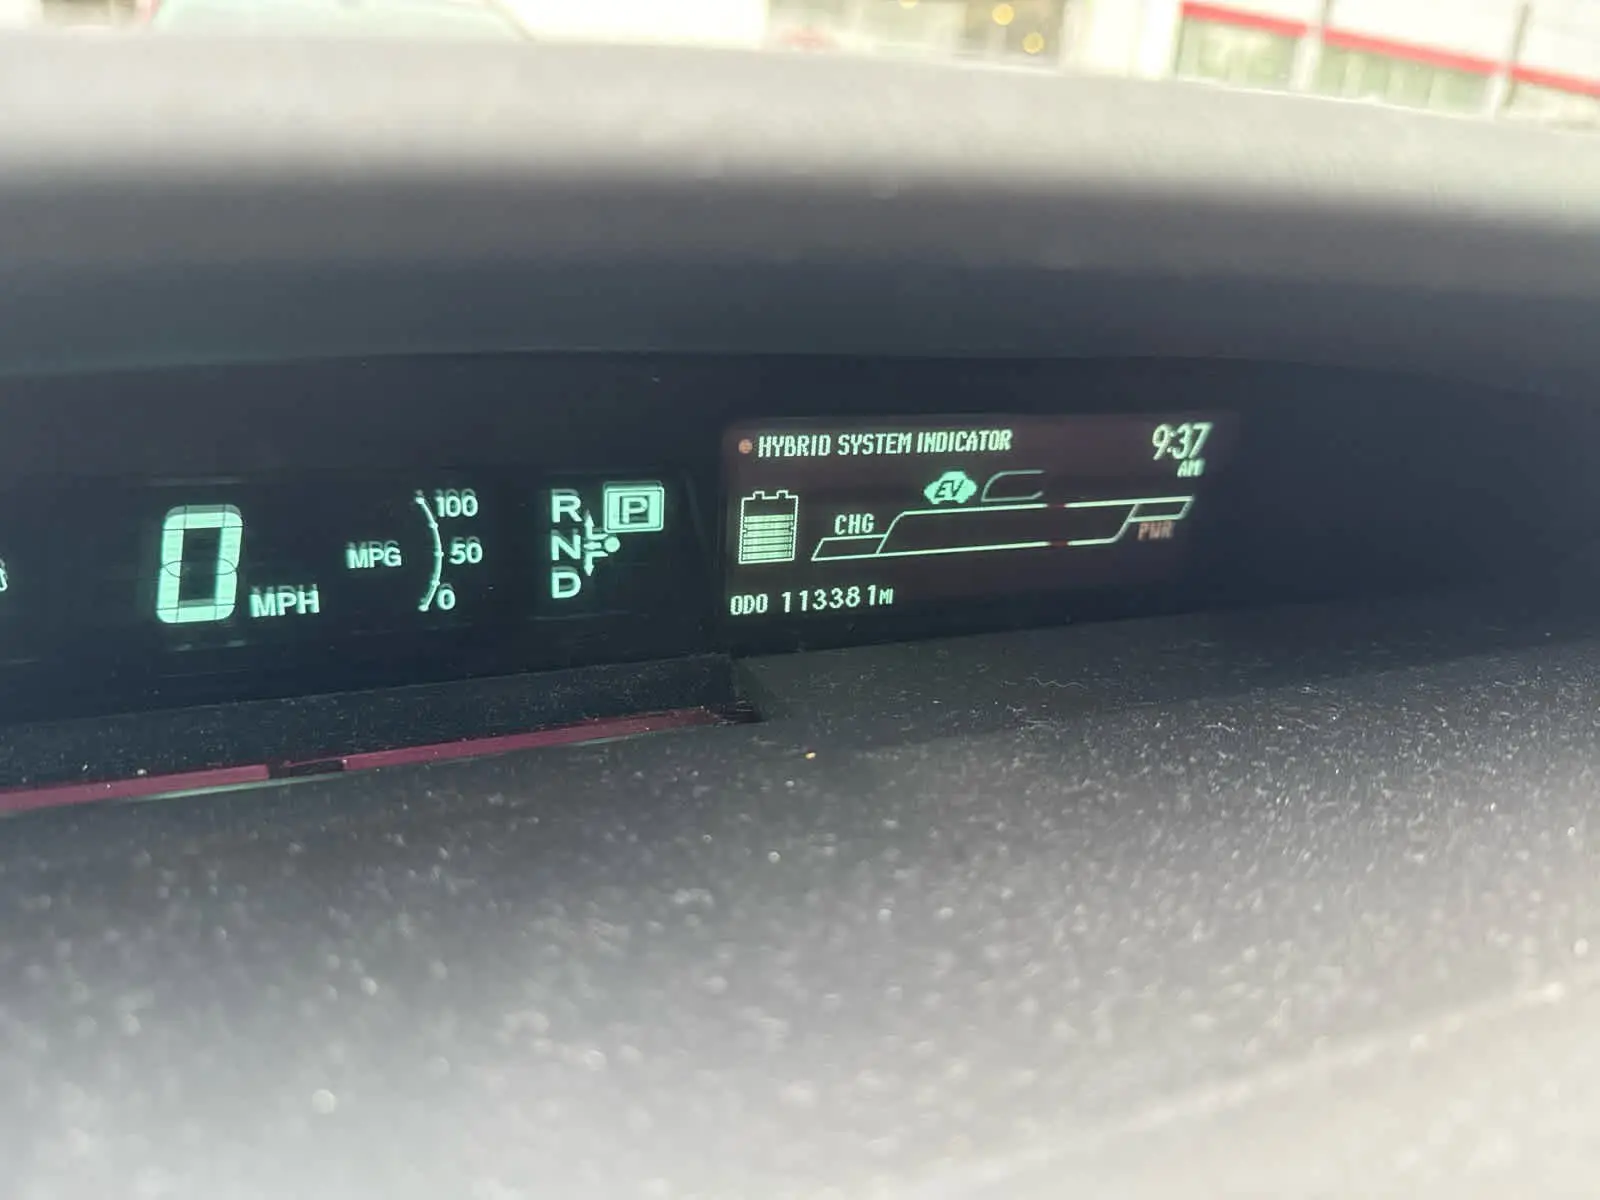 HYBRID SYSTEM INDICATOR 9:37
AM
EV
CHG
PWR
ODO 113381MI
0 MPH
MPG
100
50
0
R P
N
D